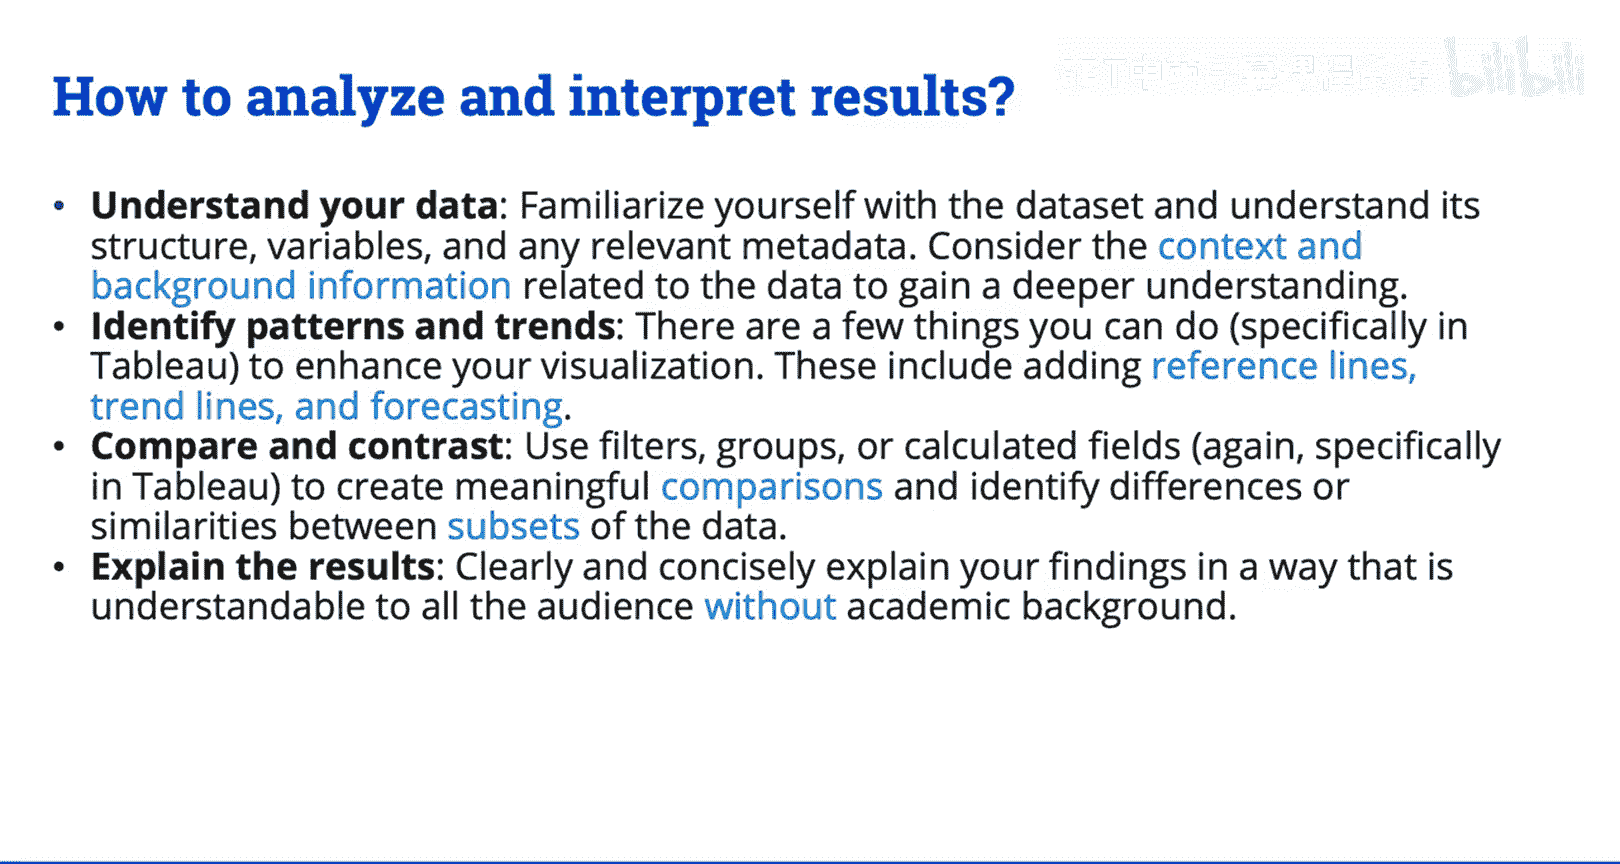 How to analyze and interpret results?
bilibili
• Understand your data: Familiarize yourself with the dataset and understand its
structure, variables, and any relevant metadata. Consider the context and
background information related to the data to gain a deeper understanding.
• Identify patterns and trends: There are a few things you can do (specifically in
Tableau) to enhance your visualization. These include adding reference lines,
trend lines, and forecasting.
• Compare and contrast: Use filters, groups, or calculated fields (again, specifically
in Tableau) to create meaningful comparisons and identify differences or
similarities between subsets of the data.
• Explain the results: Clearly and concisely explain your findings in a way that is
understandable to all the audience without academic background.